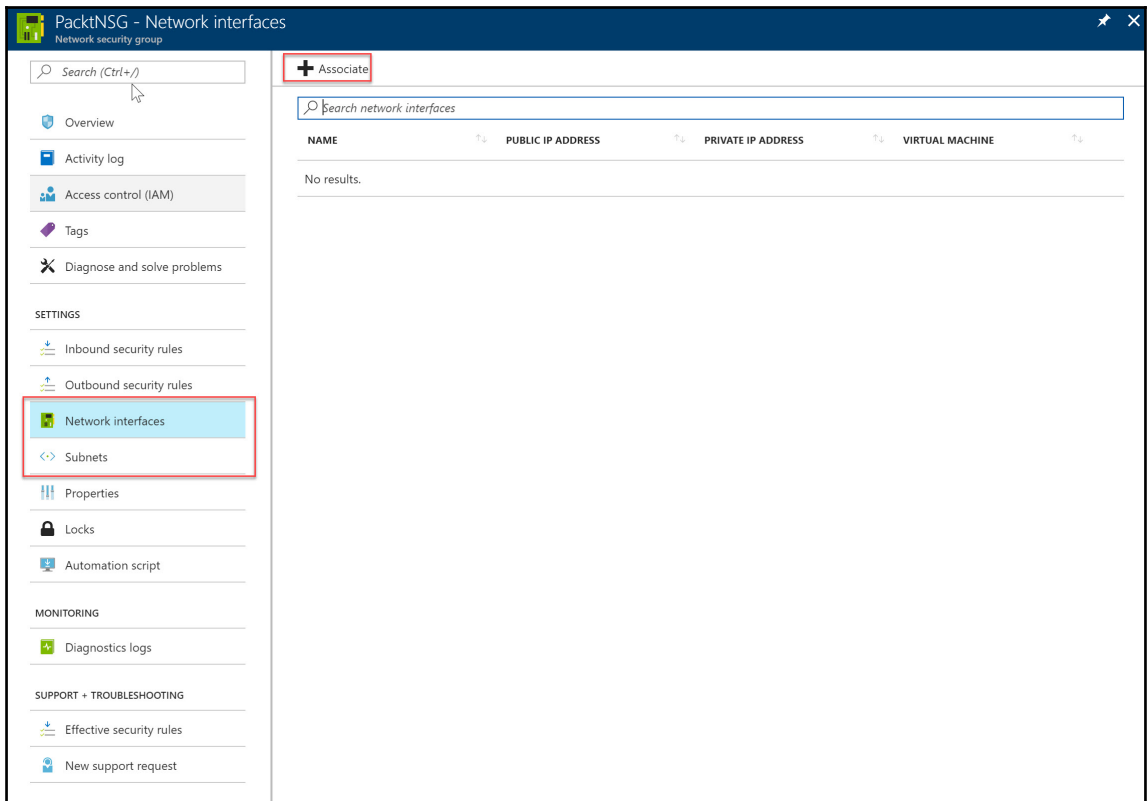 PacktNSG - Network interfaces
Network security group
Search (Ctrl+/)
Overview
Activity log
Access control (IAM)
Tags
Diagnose and solve problems
SETTINGS
Inbound security rules
Outbound security rules
Network interfaces
Subnets
Properties
Locks
Automation script
MONITORING
Diagnostics logs
SUPPORT + TROUBLESHOOTING
Effective security rules
New support request
Associate
Search network interfaces
NAME PUBLIC IP ADDRESS PRIVATE IP ADDRESS VIRTUAL MACHINE
No results.